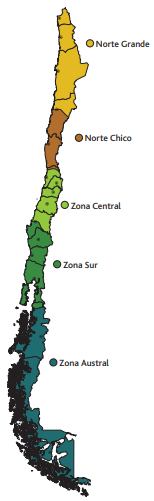 Norte Grande
Norte Chico
Zona Central
Zona Sur
Zona Austral